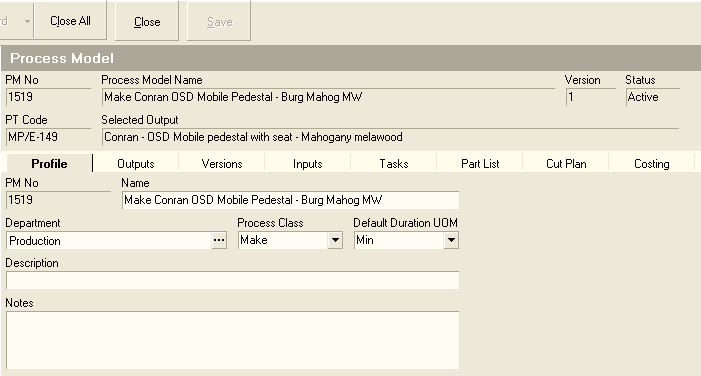 rd Close All Close Save
Process Model
PM No Process Model Name Version Status
1519 Make Conran OSD Mobile Pedestal - Burg Mahog MW 1 Active
PT Code Selected Output
MP/E-149 Conran - OSD Mobile pedestal with seat - Mahogany melawood
Profile Outputs Versions Inputs Tasks Part List Cut Plan Costing
PM No Name
1519 Make Conran OSD Mobile Pedestal - Burg Mahog MW
Department Process Class Default Duration UOM
Production ... Make Min
Description
Notes